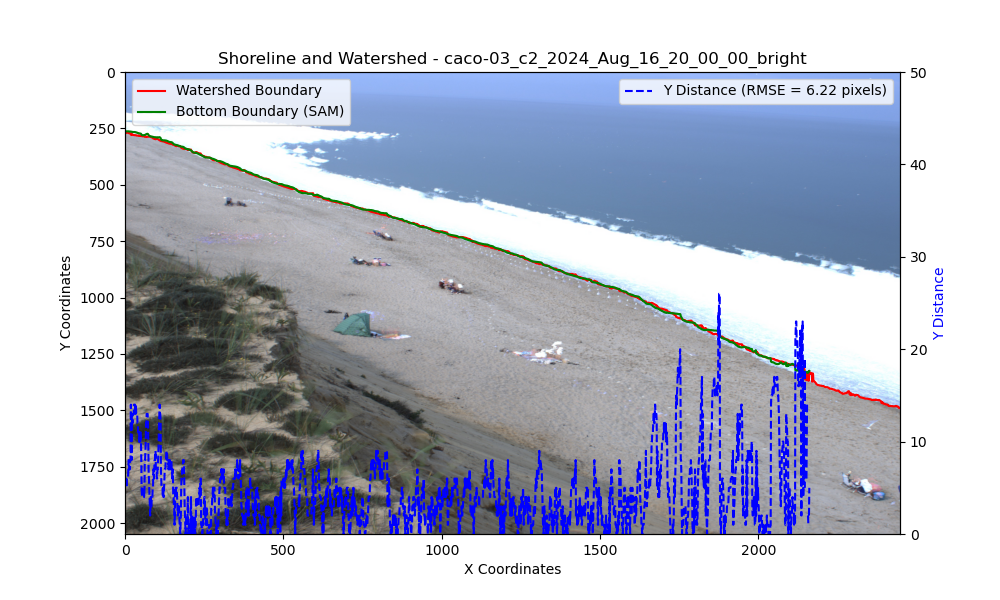 Shoreline and Watershed - caco-03_c2_2024_Aug_16_20_00_00_bright
Watershed Boundary
Bottom Boundary (SAM)
Y Distance (RMSE = 6.22 pixels)
Y Coordinates
0
250
500
750
1000
1250
1500
1750
2000
0
500
1000
1500
2000
X Coordinates
50
40
30
20
10
0
Y Distance